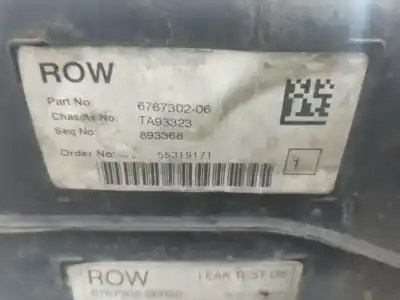 ROW
Part No: 6767302-06
Chassis No TA93323
Seq No: 893368
Order No: 55319171
1
ROW LEAK TEST OK